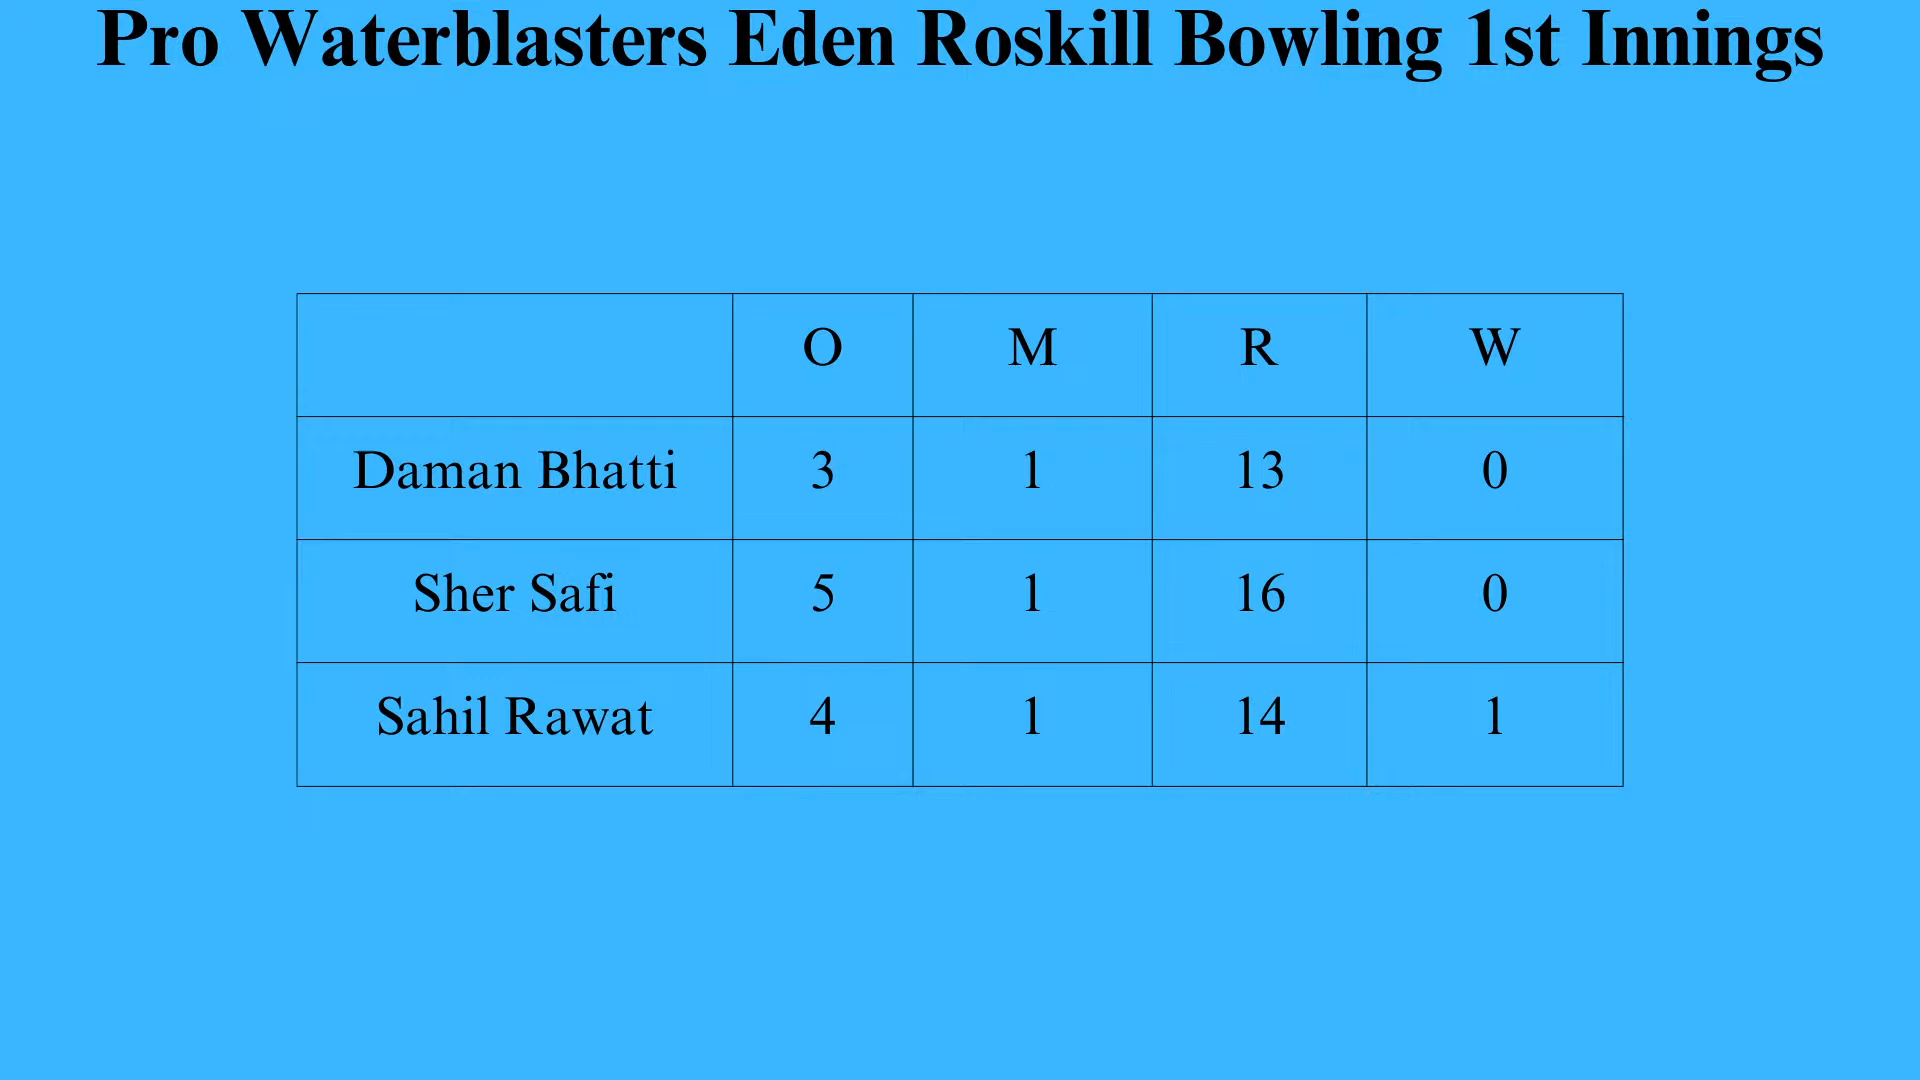 Pro Waterblasters Eden Roskill Bowling 1st Innings
O M R W
Daman Bhatti 3 1 13 0
Sher Safi 5 1 16 0
Sahil Rawat 4 1 14 1